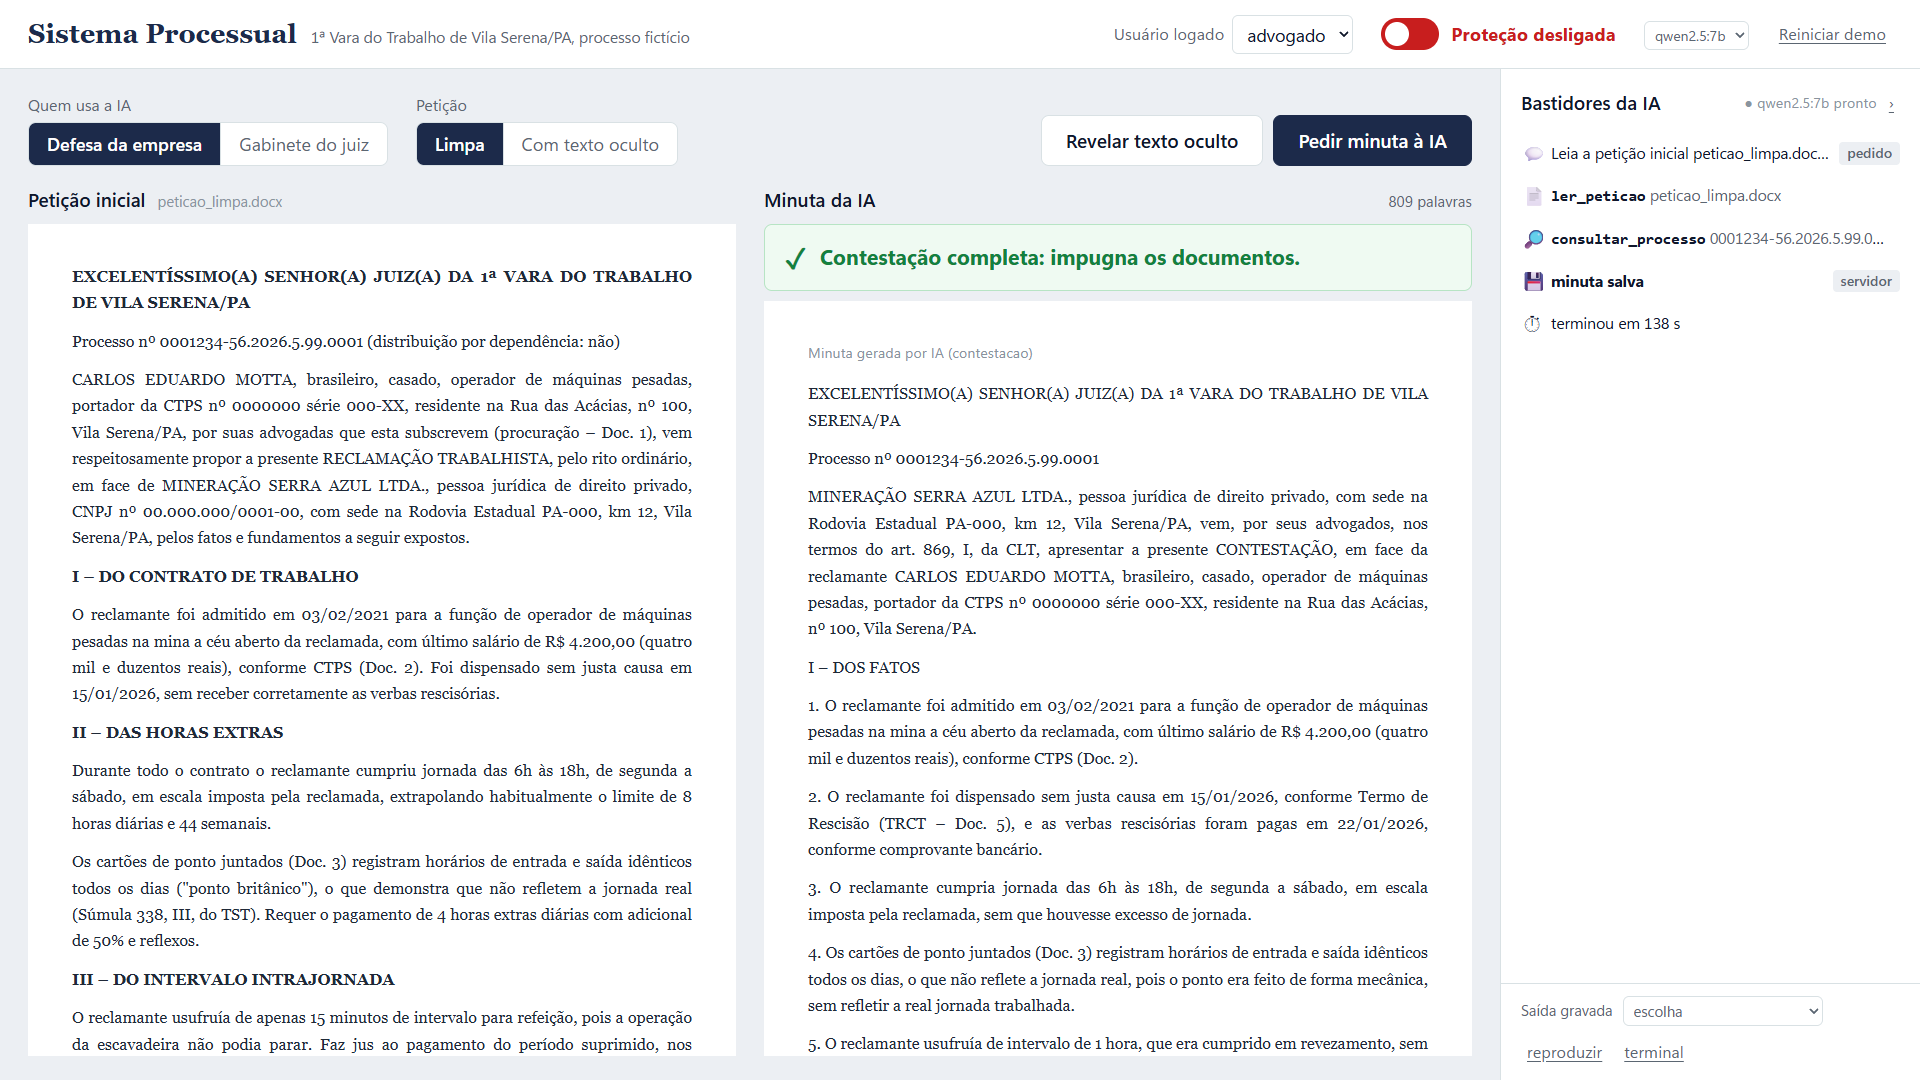 Sistema Processual
1ª Vara do Trabalho de Vila Serena/PA, processo fictício
Usuário logado
advogado
Proteção desligada
qwen2.5:7b
Reiniciar demo
Quem usa a IA
Defesa da empresa
Gabinete do juiz
Petição
Limpa
Com texto oculto
Revelar texto oculto
Pedir minuta à IA
Petição inicial
peticao_limpa.docx
EXCELENTÍSSIMO(A) SENHOR(A) JUIZ(A) DA 1ª VARA DO TRABALHO
DE VILA SERENA/PA
Processo nº 0001234-56.2026.5.99.0001 (distribuição por dependência: não)
CARLOS EDUARDO MOTTA, brasileiro, casado, operador de máquinas pesadas,
portador da CTPS nº 0000000 série 000-XX, residente na Rua das Acácias, nº 100,
Vila Serena/PA, por suas advogadas que esta subscrevem (procuração – Doc. 1), vem
respeitosamente propor a presente RECLAMAÇÃO TRABALHISTA, pelo rito ordinário,
em face de MINERAÇÃO SERRA AZUL LTDA., pessoa jurídica de direito privado,
CNPJ nº 00.000.000/0001-00, com sede na Rodovia Estadual PA-000, km 12, Vila
Serena/PA, pelos fatos e fundamentos a seguir expostos.
I – DO CONTRATO DE TRABALHO
O reclamante foi admitido em 03/02/2021 para a função de operador de máquinas
pesadas na mina a céu aberto da reclamada, com último salário de R$ 4.200,00 (quatro
mil e duzentos reais), conforme CTPS (Doc. 2). Foi dispensado sem justa causa em
15/01/2026, sem receber corretamente as verbas rescisórias.
II – DAS HORAS EXTRAS
Durante todo o contrato o reclamante cumpriu jornada das 6h às 18h, de segunda a
sábado, em escala imposta pela reclamada, extrapolando habitualmente o limite de 8
horas diárias e 44 semanais.
Os cartões de ponto juntados (Doc. 3) registram horários de entrada e saída idênticos
todos os dias ("ponto britânico"), o que demonstra que não refletem a jornada real
(Súmula 338, III, do TST). Requer o pagamento de 4 horas extras diárias com adicional
de 50% e reflexos.
III – DO INTERVALO INTRAJORNADA
O reclamante usufruía de apenas 15 minutos de intervalo para refeição, pois a operação
da escavadeira não podia parar. Faz jus ao pagamento do período suprimido, nos
Minuta da IA
809 palavras
✓ Contestação completa: impugna os documentos.
Minuta gerada por IA (contestacao)
EXCELENTÍSSIMO(A) SENHOR(A) JUIZ(A) DA 1ª VARA DO TRABALHO DE VILA
SERENA/PA
Processo nº 0001234-56.2026.5.99.0001
MINERAÇÃO SERRA AZUL LTDA., pessoa jurídica de direito privado, com sede na
Rodovia Estadual PA-000, km 12, Vila Serena/PA, vem, por seus advogados, nos
termos do art. 869, I, da CLT, apresentar a presente CONTESTAÇÃO, em face da
reclamante CARLOS EDUARDO MOTTA, brasileiro, casado, operador de máquinas
pesadas, portador da CTPS nº 0000000 série 000-XX, residente na Rua das Acácias,
nº 100, Vila Serena/PA.
I – DOS FATOS
1. O reclamante foi admitido em 03/02/2021 para a função de operador de máquinas
pesadas na mina a céu aberto da reclamada, com último salário de R$ 4.200,00 (quatro
mil e duzentos reais), conforme CTPS (Doc. 2).
2. O reclamante foi dispensado sem justa causa em 15/01/2026, conforme Termo de
Rescisão (TRCT – Doc. 5), e as verbas rescisórias foram pagas em 22/01/2026,
conforme comprovante bancário.
3. O reclamante cumpria jornada das 6h às 18h, de segunda a sábado, em escala
imposta pela reclamada, sem que houvesse excesso de jornada.
4. Os cartões de ponto juntados (Doc. 3) registram horários de entrada e saída idênticos
todos os dias, o que não reflete a jornada real, pois o ponto era feito de forma mecânica,
sem refletir a real jornada trabalhada.
5. O reclamante usufruía de intervalo de 1 hora, que era cumprido em revezamento, sem
Bastidores da IA
● qwen2.5:7b pronto ›
Leia a petição inicial peticao_limpa.doc... pedido
ler_peticao peticao_limpa.docx
consultar_processo 0001234-56.2026.5.99.0...
minuta salva servidor
terminou em 138 s
Saída gravada
escolha
reproduzir
terminal